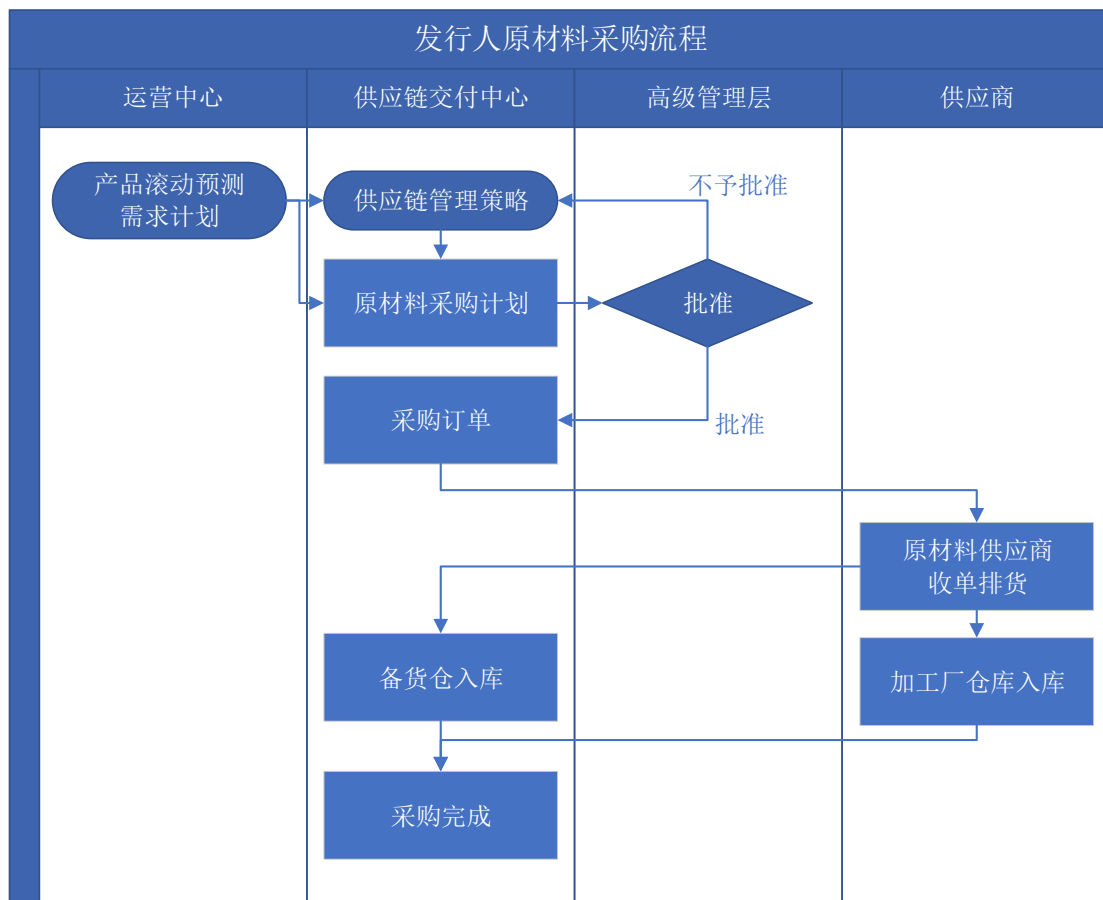 发行人原材料采购流程
运营中心
供应链交付中心
高级管理层
供应商
产品滚动预测
需求计划
供应链管理策略
不予批准
原材料采购计划
批准
采购订单
批准
原材料供应商
收单排货
备货仓入库
加工厂仓库入库
采购完成